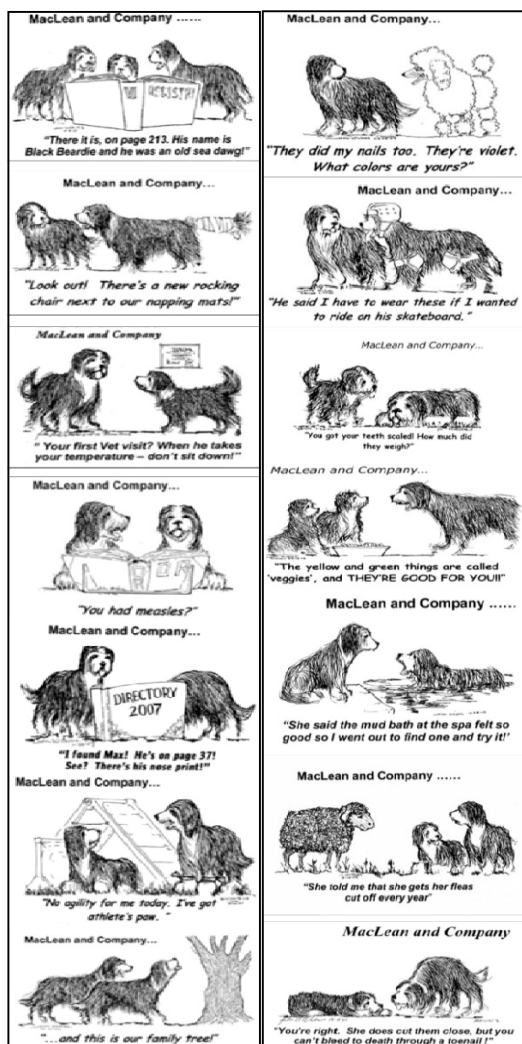 MacLean and Company ......
REGISTRY
"There it is, on page 213. His name is
Black Beardie and he was an old sea dawg!"
MacLean and Company...
"Look out! There's a new rocking
chair next to our napping mats!"
MacLean and Company
" Your first Vet visit? When he takes
your temperature – don't sit down!"
MacLean and Company...
"You had measles?"
MacLean and Company...
DIRECTORY
2007
"I found Max! He's on page 37!
See? There's his nose print!"
MacLean and Company...
"No agility for me today. I've got
athlete's paw. "
MacLean and Company...
"...and this is our family tree!"
MacLean and Company...
"They did my nails too. They're violet.
What colors are yours?"
MacLean and Company...
"He said I have to wear these if I wanted
to ride on his skateboard. "
MacLean and Company...
"You got your teeth scaled! How much did
they weigh?"
MacLean and Company...
"The yellow and green things are called
'veggies', and THEY'RE GOOD FOR YOU!!"
MacLean and Company ......
"She said the mud bath at the spa felt so
good so I went out to find one and try it!'
MacLean and Company ......
"She told me that she gets her fleas
cut off every year"
MacLean and Company
"You're right. She does cut them close, but you
can't bleed to death through a toenail !"